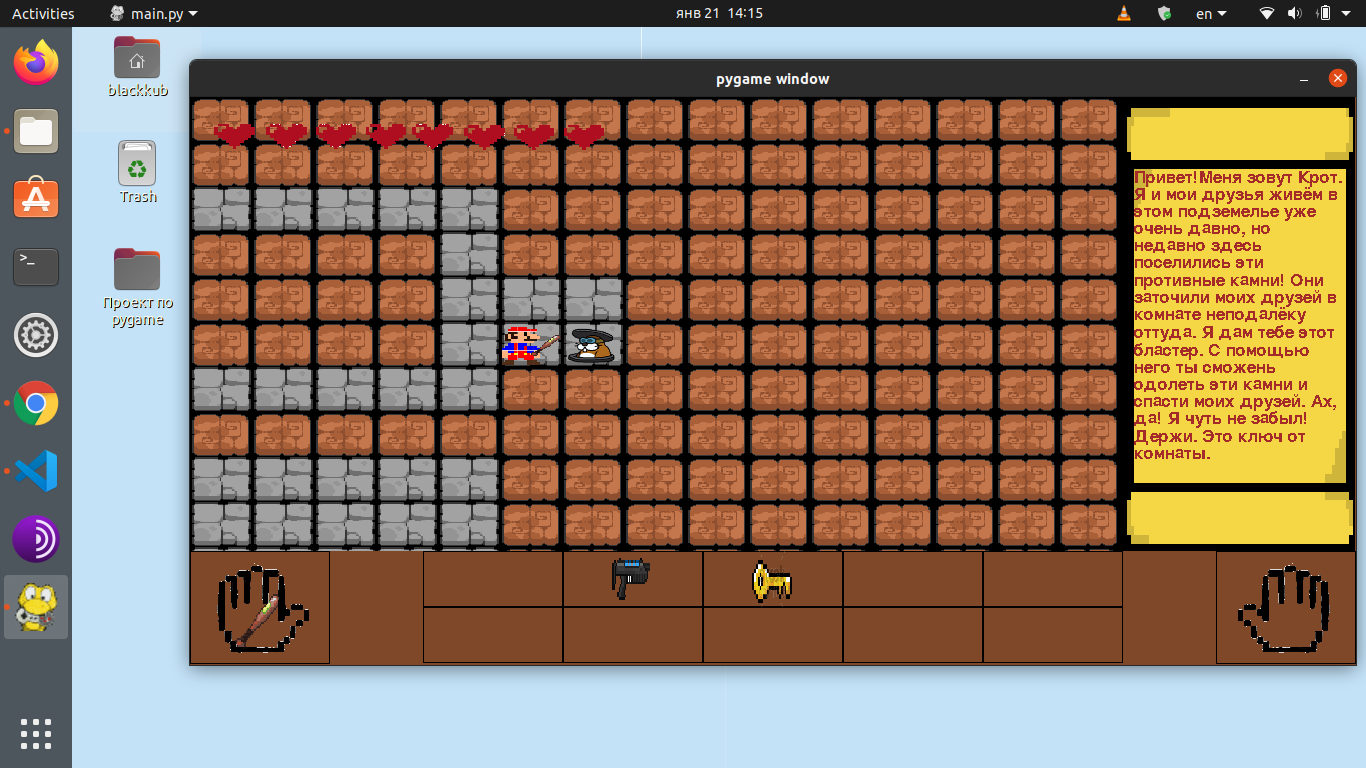 Activities
main.py
янв 21 14:15
en
blackkub
Trash
Проект по
pygame
pygame window
Привет! Меня зовут Крот.
Я и мои друзья живём в
этом подземелье уже
очень давно, но
недавно здесь
поселились эти
противные камни! Они
заточили моих друзей в
комнате неподалёку
оттуда. Я дам тебе этот
бластер. С помощью
него ты сможень
одолеть эти камни и
спасти моих друзей. Ах,
да! Я чуть не забыл!
Держи. Это ключ от
комнаты.